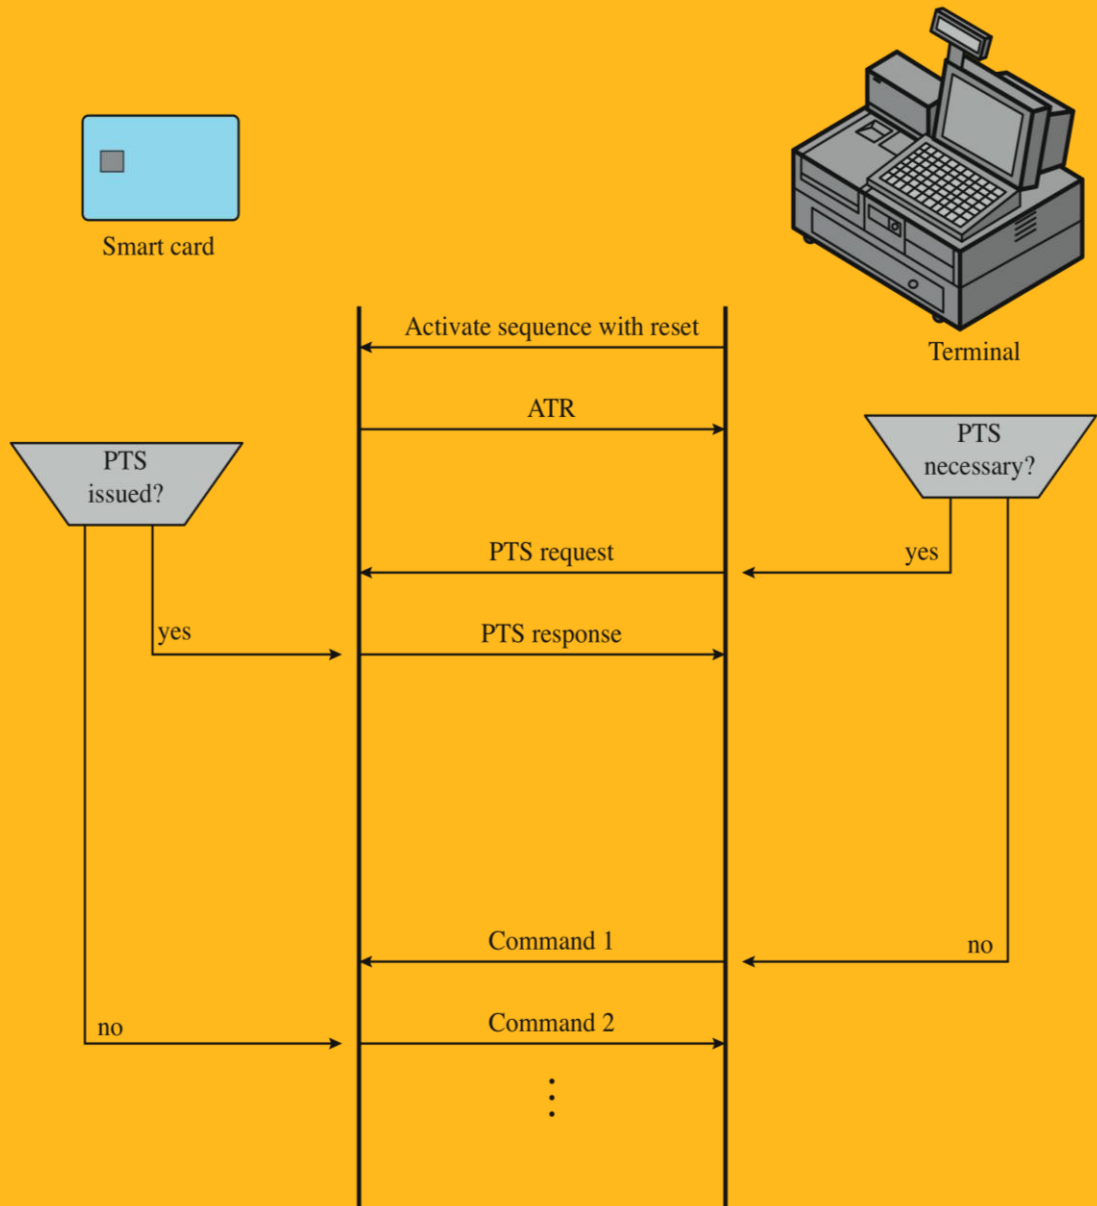 Smart card
Terminal
Activate sequence with reset
ATR
PTS
issued?
PTS
necessary?
PTS request
yes
yes
PTS response
Command 1
no
no
Command 2